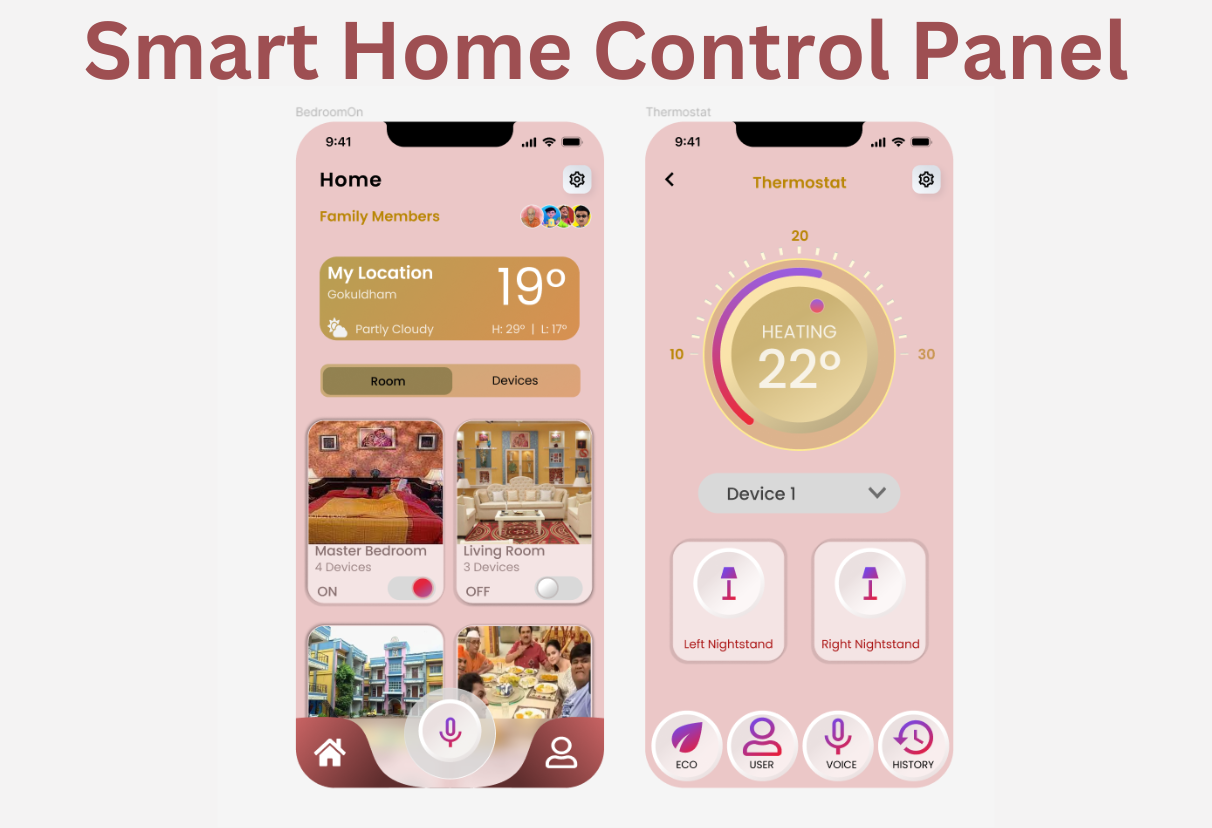 Smart Home Control Panel
BedroomOn
9:41
Home
Family Members
My Location
Gokuldham
19°
Partly Cloudy
H: 29° | L: 17°
Room
Devices
Master Bedroom
4 Devices
ON
Living Room
3 Devices
OFF
Thermostat
9:41
Thermostat
20
10
30
HEATING
22°
Device 1
Left Nightstand
Right Nightstand
ECO
USER
VOICE
HISTORY